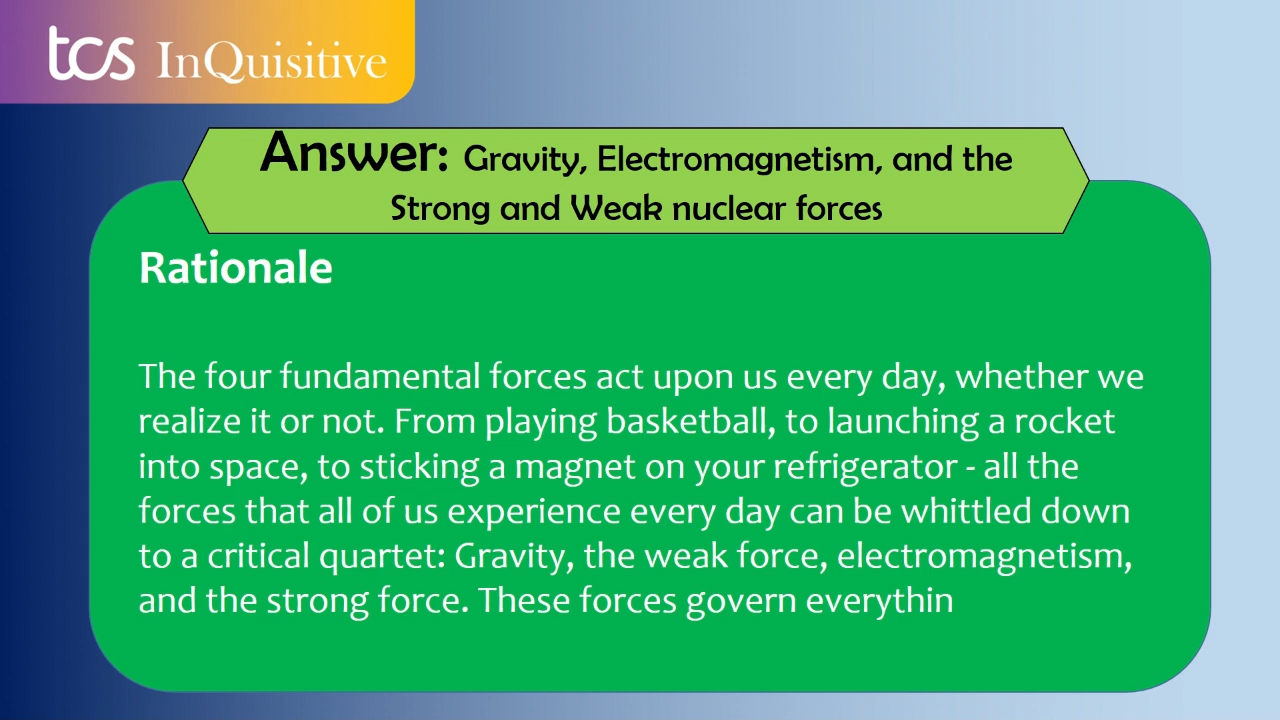 tcs InQuisitive
Answer: Gravity, Electromagnetism, and the
Strong and Weak nuclear forces
Rationale
The four fundamental forces act upon us every day, whether we
realize it or not. From playing basketball, to launching a rocket
into space, to sticking a magnet on your refrigerator - all the
forces that all of us experience every day can be whittled down
to a critical quartet: Gravity, the weak force, electromagnetism,
and the strong force. These forces govern everythin